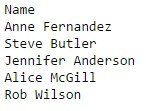 Name
Anne Fernandez
Steve Butler
Jennifer Anderson
Alice McGill
Rob Wilson